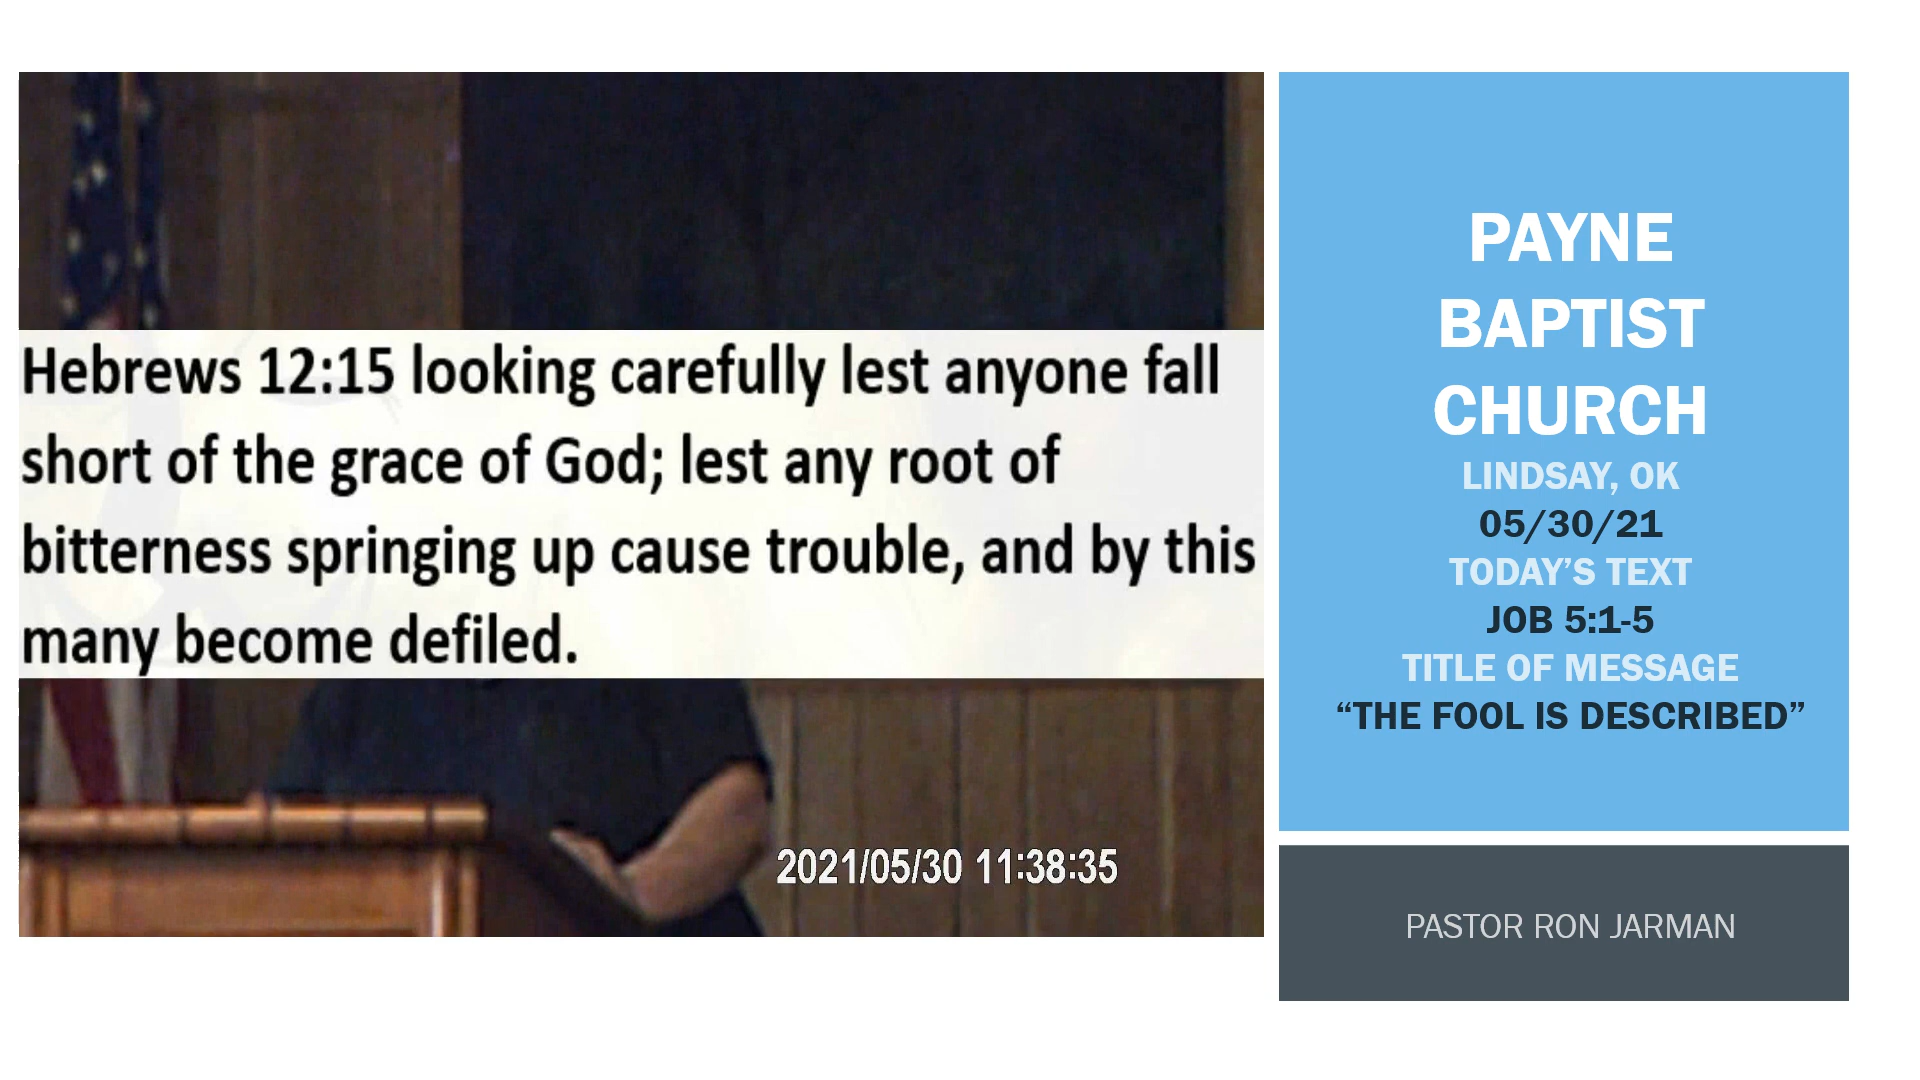 Hebrews 12:15 looking carefully lest anyone fall
short of the grace of God; lest any root of
bitterness springing up cause trouble, and by this
many become defiled.
2021/05/30 11:38:35
PAYNE
BAPTIST
CHURCH
LINDSAY, OK
05/30/21
TODAY’S TEXT
JOB 5:1-5
TITLE OF MESSAGE
“THE FOOL IS DESCRIBED”
PASTOR RON JARMAN